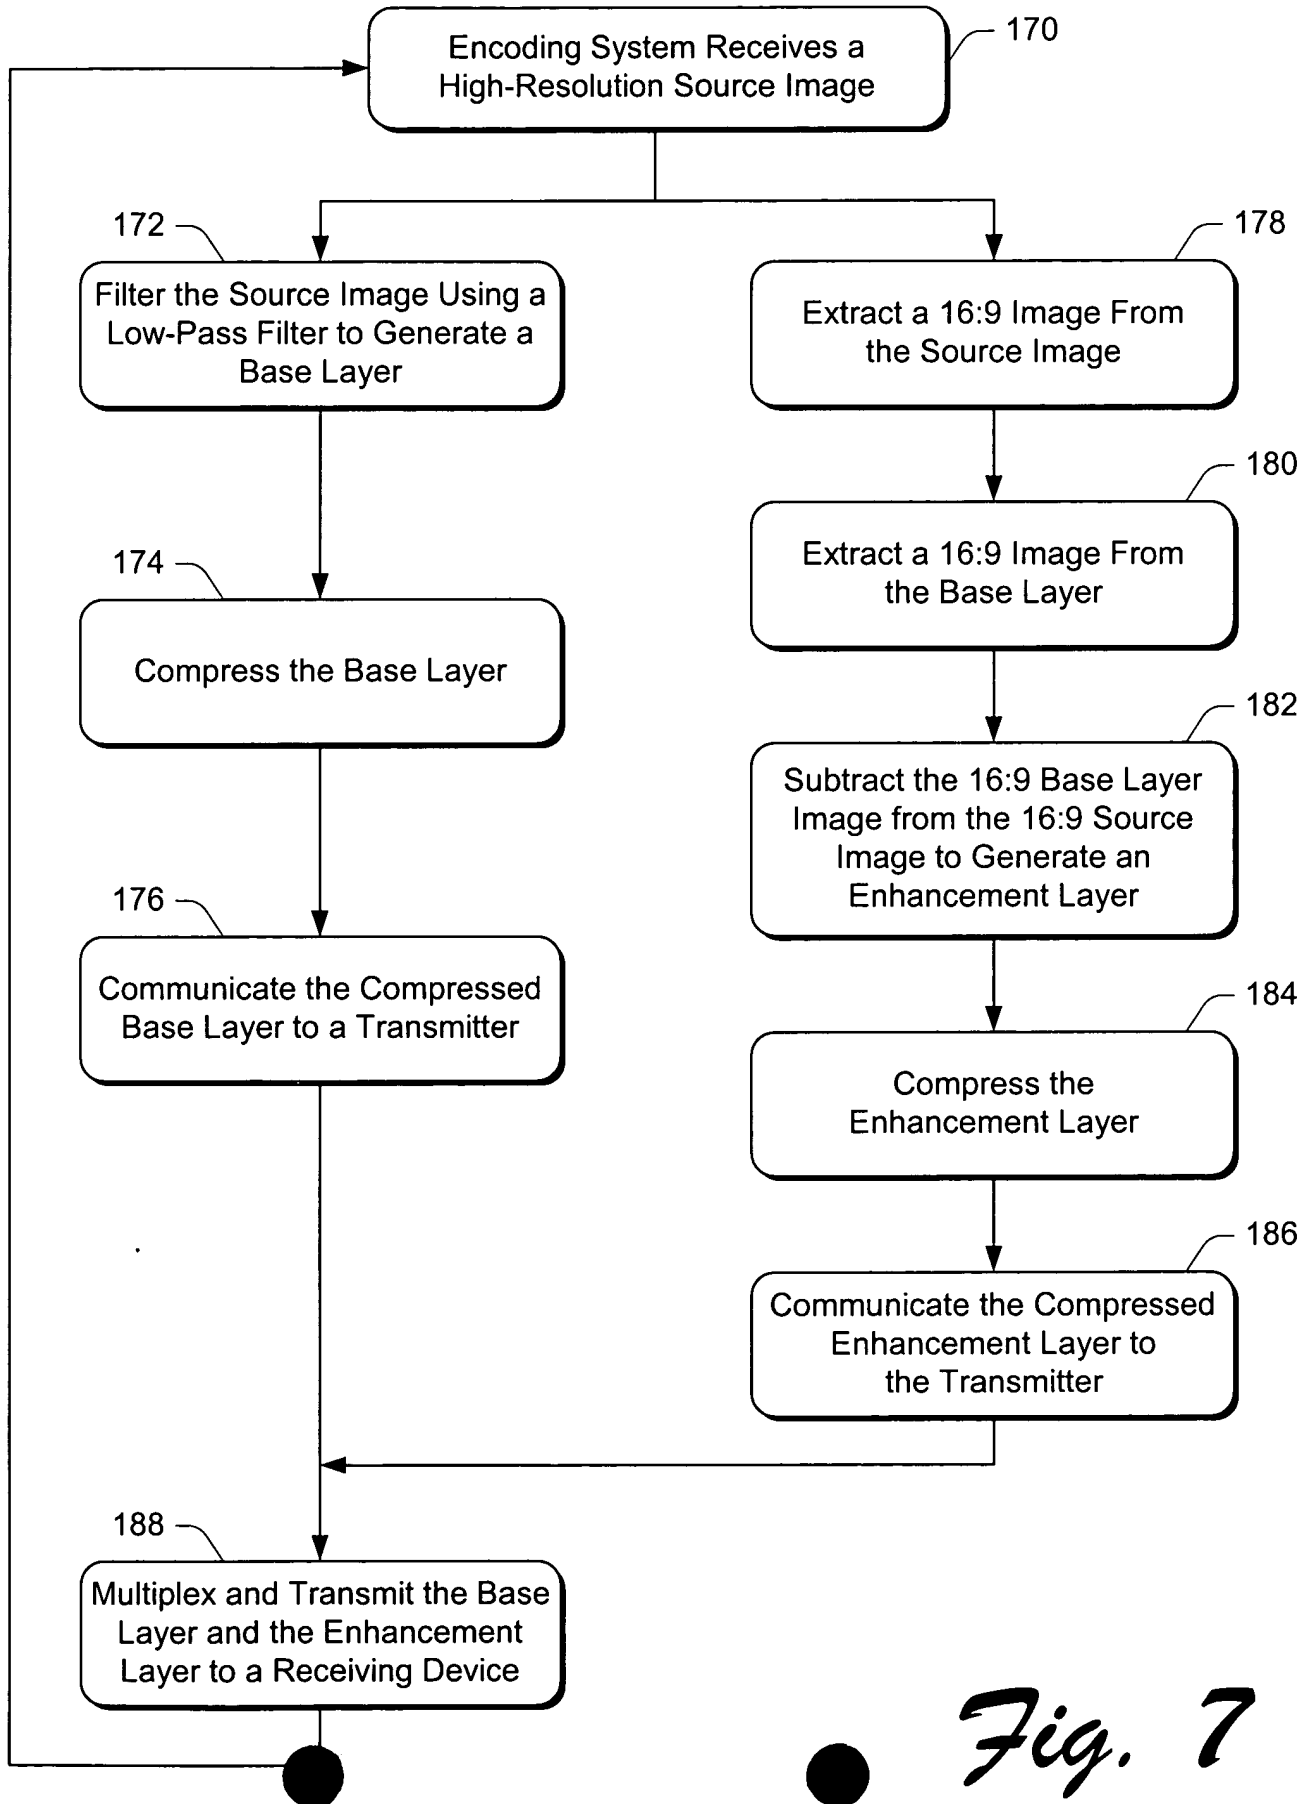 Encoding System Receives a
High-Resolution Source Image
170
172
Filter the Source Image Using a
Low-Pass Filter to Generate a
Base Layer
174
Compress the Base Layer
176
Communicate the Compressed
Base Layer to a Transmitter
178
Extract a 16:9 Image From
the Source Image
180
Extract a 16:9 Image From
the Base Layer
182
Subtract the 16:9 Base Layer
Image from the 16:9 Source
Image to Generate an
Enhancement Layer
184
Compress the
Enhancement Layer
186
Communicate the Compressed
Enhancement Layer to
the Transmitter
188
Multiplex and Transmit the Base
Layer and the Enhancement
Layer to a Receiving Device
Fig. 7